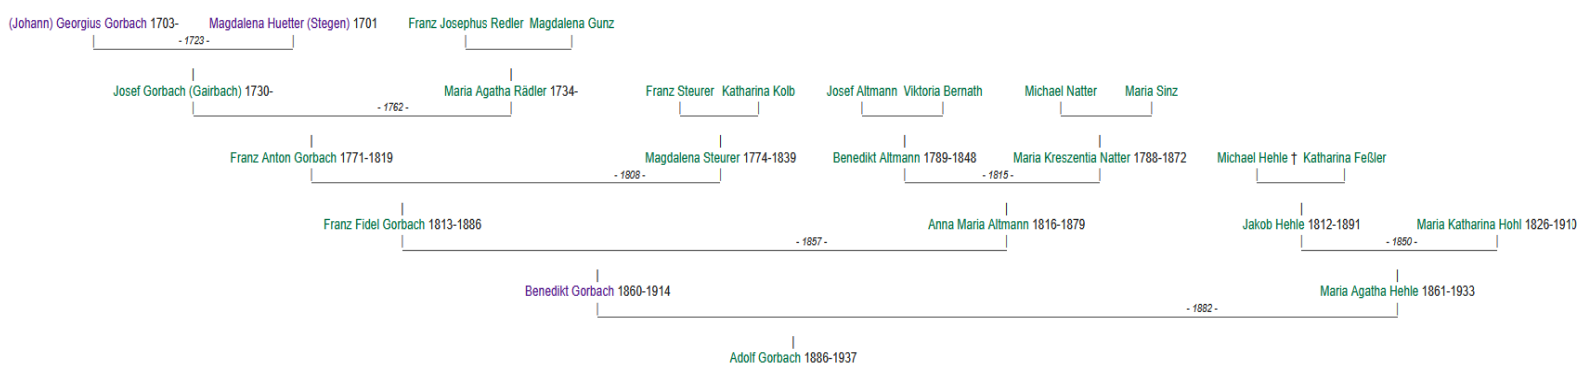 (Johann) Georgius Gorbach 1703- Magdalena Huetter (Stegen) 1701 Franz Josephus Redler Magdalena Gunz
- 1723 -
Josef Gorbach (Gairbach) 1730- Maria Agatha Rädler 1734- Franz Steurer Katharina Kolb Josef Altmann Viktoria Bernath Michael Natter Maria Sinz
- 1762 -
Franz Anton Gorbach 1771-1819 Magdalena Steurer 1774-1839 Benedikt Altmann 1789-1848 Maria Kreszentia Natter 1788-1872 Michael Hehle † Katharina Feßler
- 1808 - - 1815 -
Franz Fidel Gorbach 1813-1886 Anna Maria Altmann 1816-1879 Jakob Hehle 1812-1891 Maria Katharina Hohl 1826-1910
- 1857 - - 1850 -
Benedikt Gorbach 1860-1914 Maria Agatha Hehle 1861-1933
- 1882 -
Adolf Gorbach 1886-1937